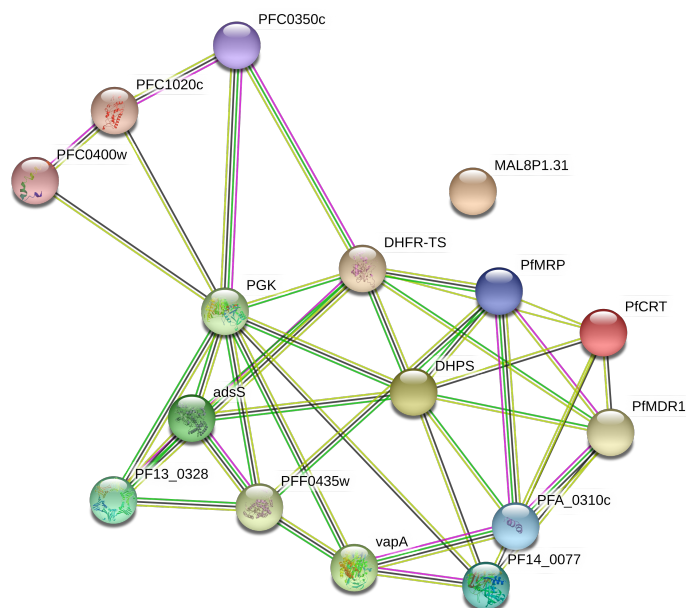 PFC0350c
PFC1020c
PFC0400w
MAL8P1.31
DHFR-TS
PfMRP
PGK
PfCRT
DHPS
adsS
PfMDR1
PF13_0328
PFF0435w
PFA_0310c
vapA
PF14_0077